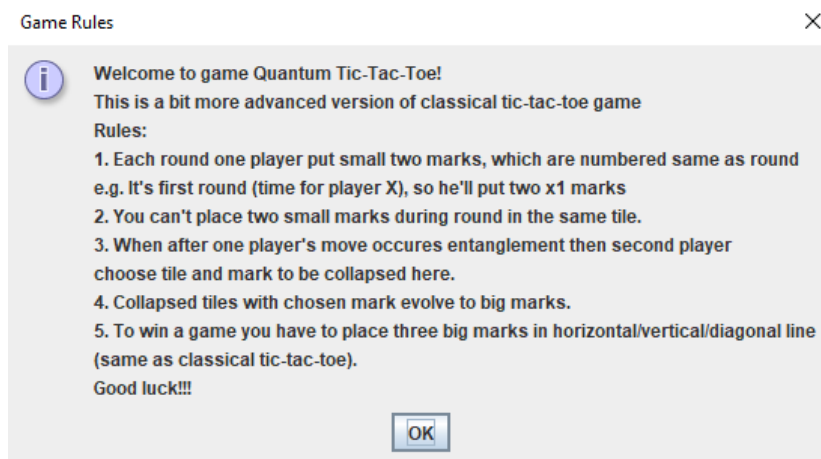 Game Rules
Welcome to game Quantum Tic-Tac-Toe!
This is a bit more advanced version of classical tic-tac-toe game
Rules:
1. Each round one player put small two marks, which are numbered same as round
e.g. It's first round (time for player X), so he'll put two x1 marks
2. You can't place two small marks during round in the same tile.
3. When after one player's move occures entanglement then second player
choose tile and mark to be collapsed here.
4. Collapsed tiles with chosen mark evolve to big marks.
5. To win a game you have to place three big marks in horizontal/vertical/diagonal line
(same as classical tic-tac-toe).
Good luck!!!
OK